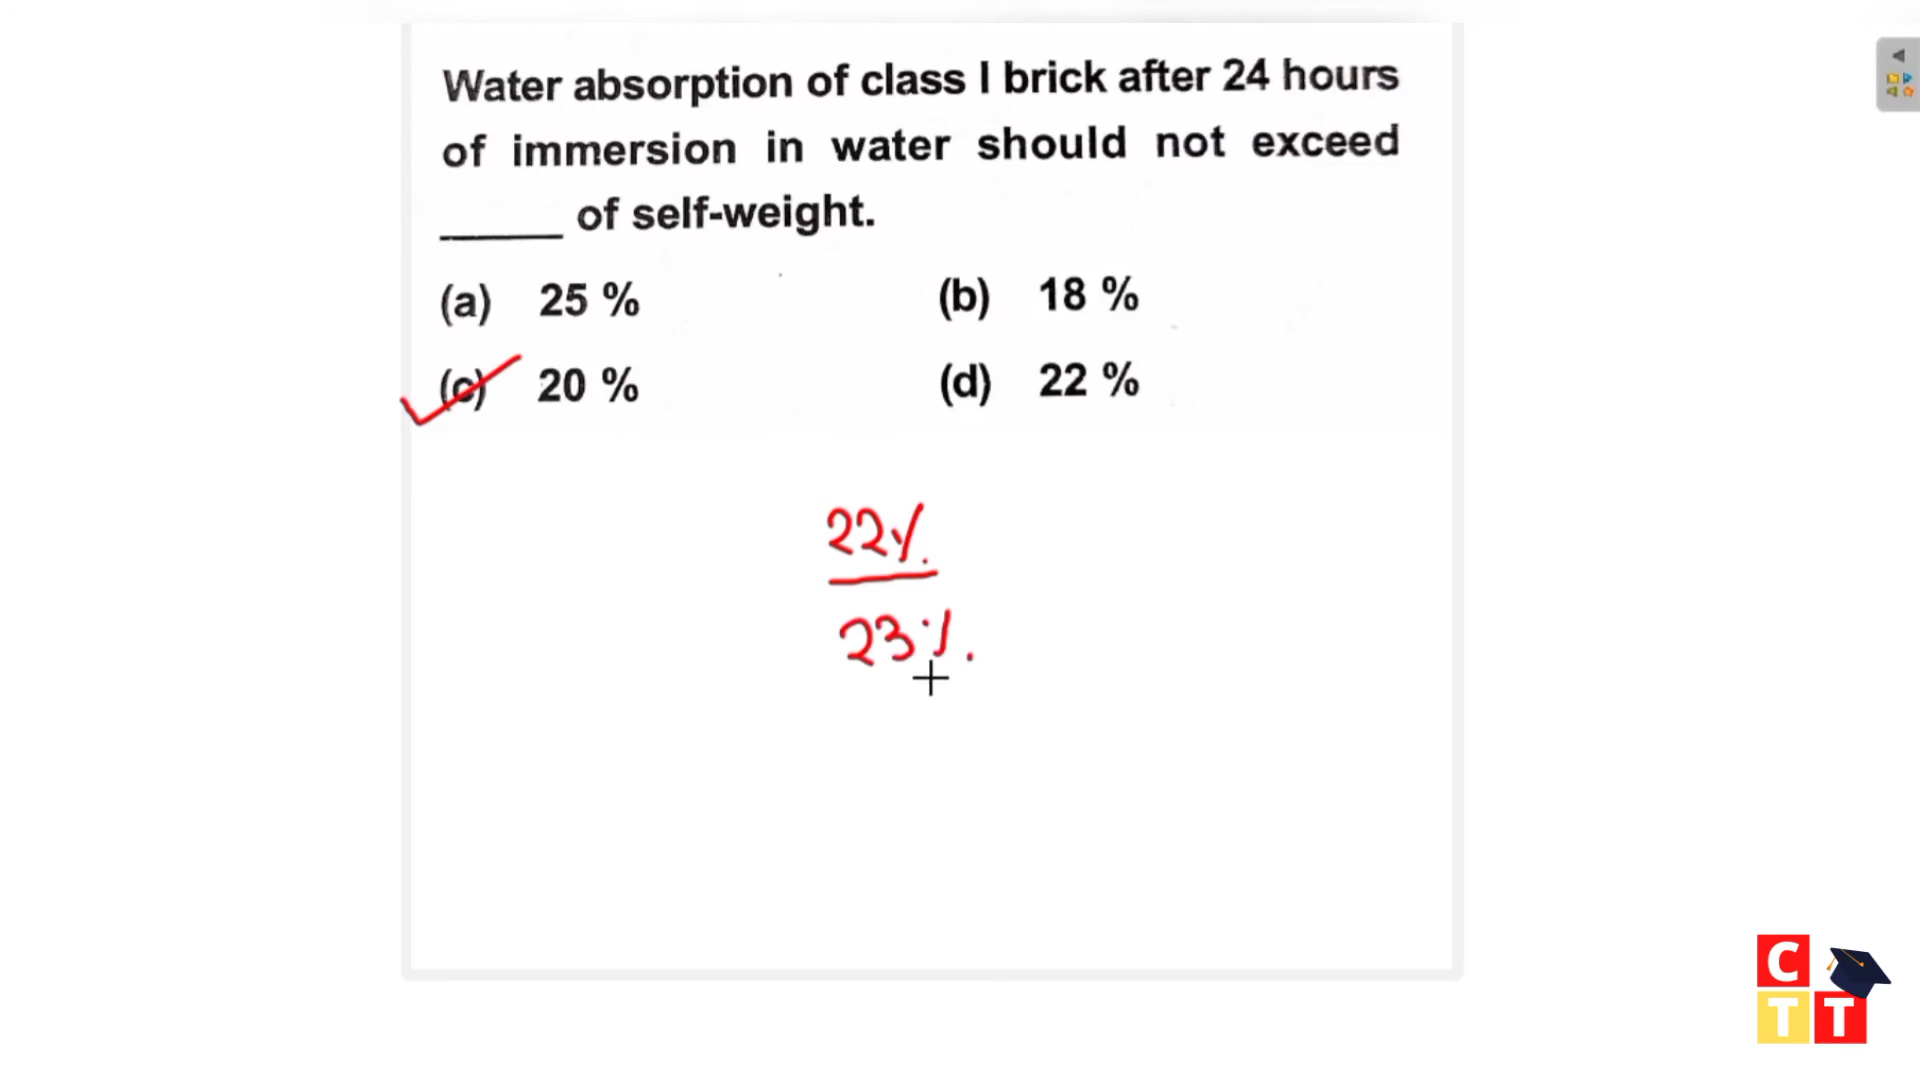 Water absorption of class I brick after 24 hours
of immersion in water should not exceed
______ of self-weight.
(a) 25 % (b) 18 %
(c) 20 % (d) 22 %
22%
23%.
C
T T